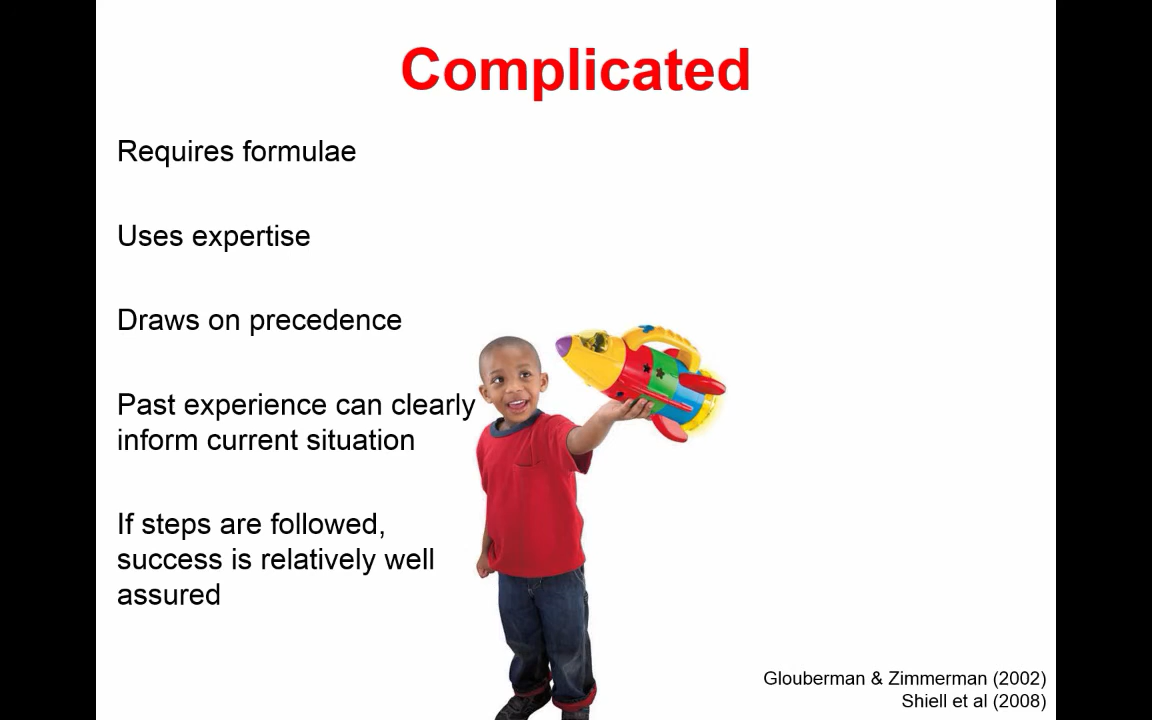 Complicated
Requires formulae
Uses expertise
Draws on precedence
Past experience can clearly
inform current situation
If steps are followed,
success is relatively well
assured
Glouberman & Zimmerman (2002)
Shiell et al (2008)